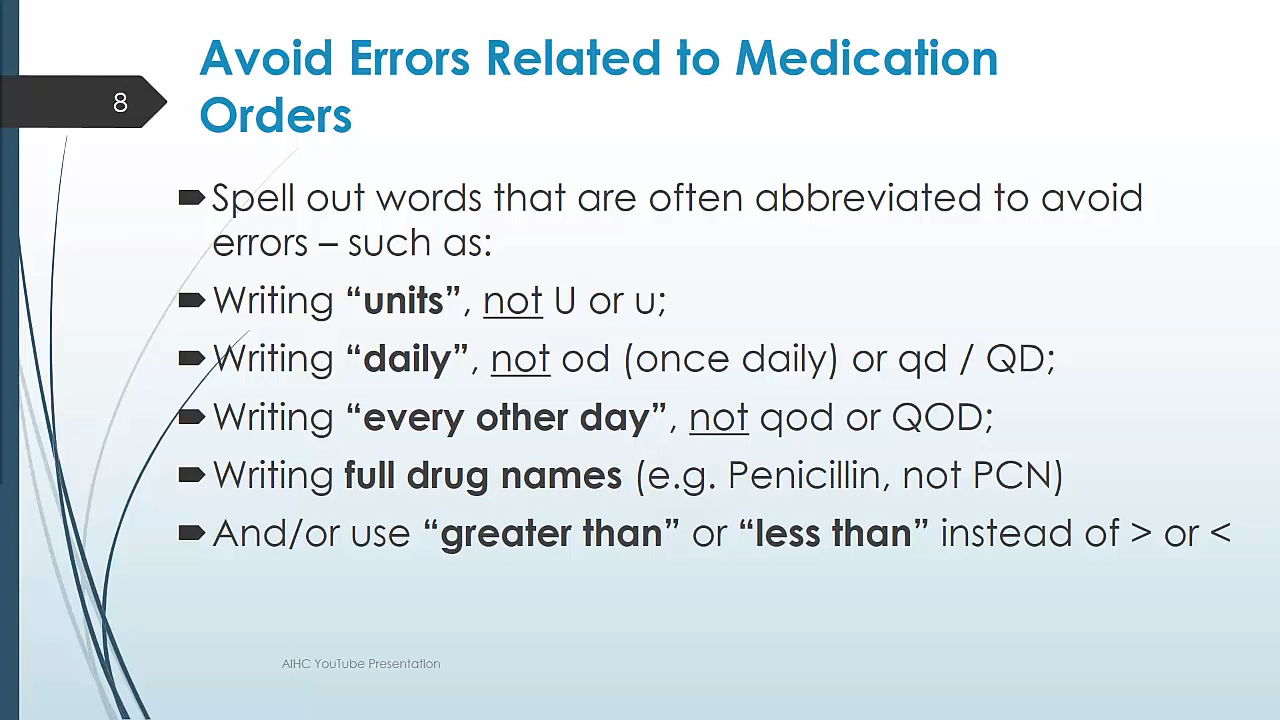 Avoid Errors Related to Medication
Orders
8
Spell out words that are often abbreviated to avoid
errors – such as:
Writing “units”, not U or u;
Writing “daily”, not od (once daily) or qd / QD;
Writing “every other day”, not qod or QOD;
Writing full drug names (e.g. Penicillin, not PCN)
And/or use “greater than” or “less than” instead of > or <
AIHC YouTube Presentation